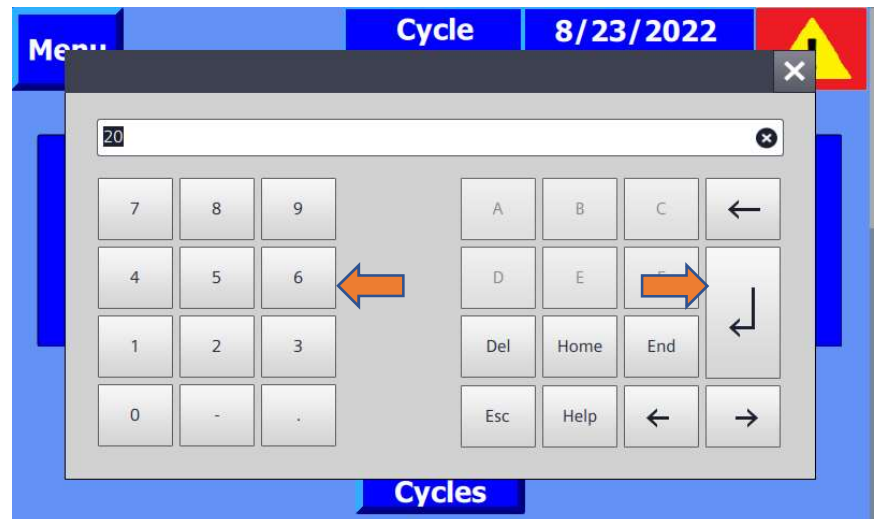 Menu Cycle 8/23/2022
20
7 8 9 A B C
4 5 6 D E
1 2 3 Del Home End
0 - . Esc Help
Cycles